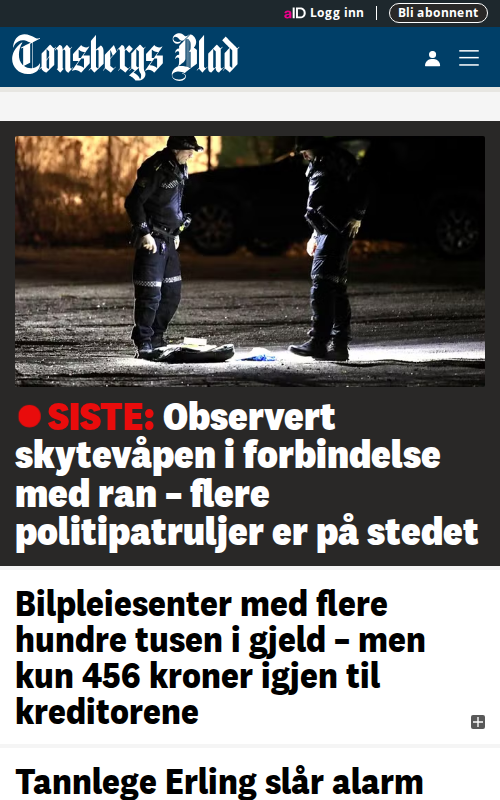 aID Logg inn
Bli abonnent
Tønsbergs Blad
SISTE: Observert
skytevåpen i forbindelse
med ran – flere
politipatruljer er på stedet
Bilpleiesenter med flere
hundre tusen i gjeld – men
kun 456 kroner igjen til
kreditorene
Tannlege Erling slår alarm